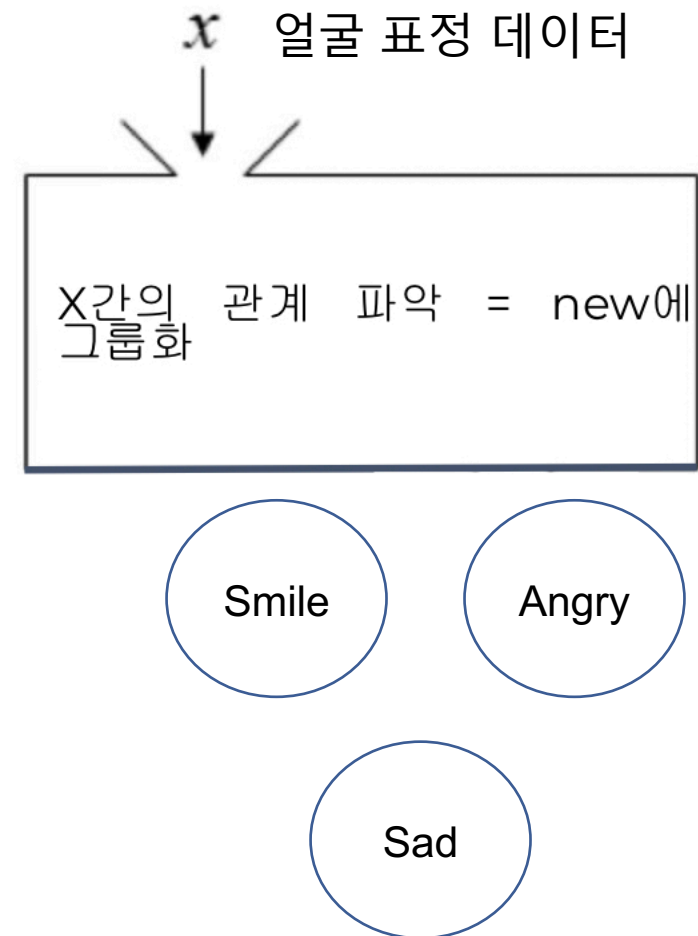 x 얼굴 표정 데이터
X간의 관계 파악 = new에
그룹화
Smile
Angry
Sad